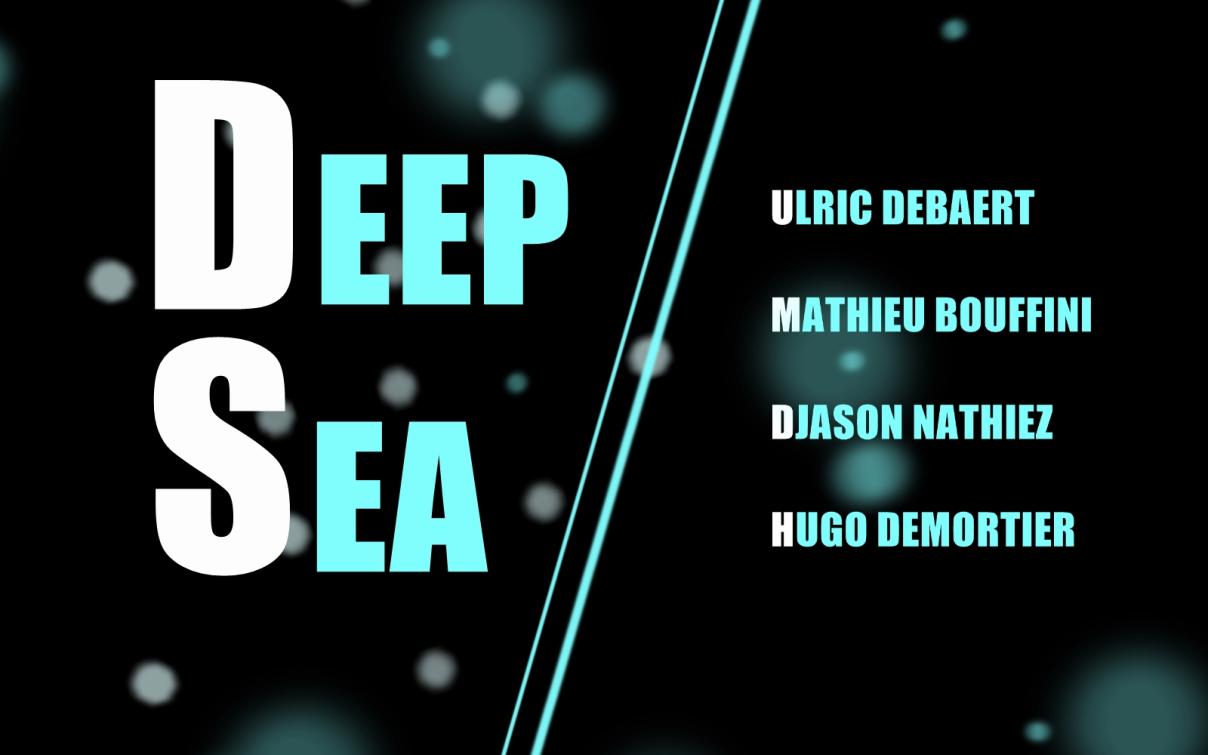 DEEP
SEA
ULRIC DEBAERT
MATHIEU BOUFFINI
DJASON NATHIEZ
HUGO DEMORTIER